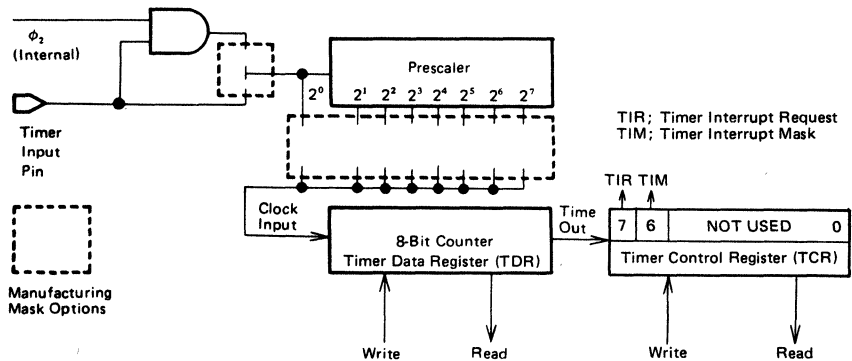 ϕ2
(Internal)
Prescaler
2⁰ 2¹ 2² 2³ 2⁴ 2⁵ 2⁶ 2⁷
Timer
Input
Pin
TIR; Timer Interrupt Request
TIM; Timer Interrupt Mask
TIR TIM
Clock
Input
8-Bit Counter
Timer Data Register (TDR)
Time
Out
7 6 NOT USED 0
Timer Control Register (TCR)
Manufacturing
Mask Options
Write Read
Write Read